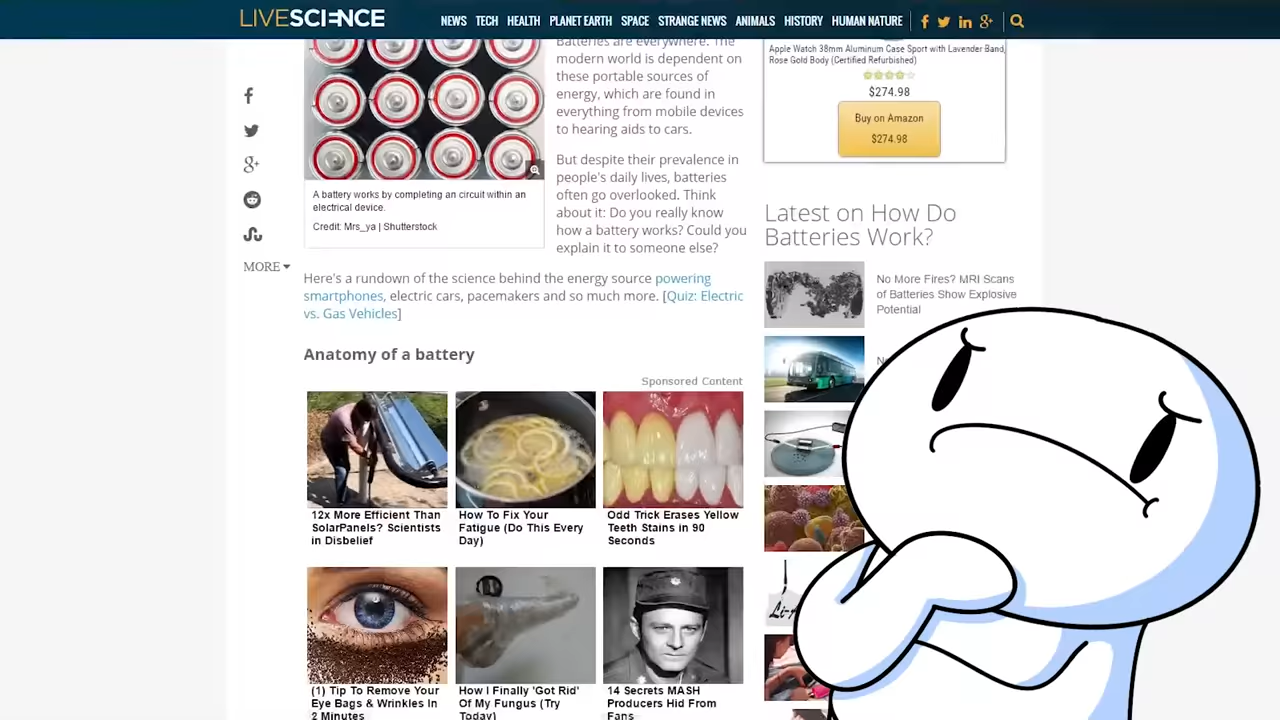 LIVESCIENCE
NEWS TECH HEALTH PLANET EARTH SPACE STRANGE NEWS ANIMALS HISTORY HUMAN NATURE
Batteries are everywhere. The
modern world is dependent on
these portable sources of
energy, which are found in
everything from mobile devices
to hearing aids to cars.
But despite their prevalence in
people's daily lives, batteries
often go overlooked. Think
about it: Do you really know
how a battery works? Could you
explain it to someone else?
A battery works by completing an circuit within an
electrical device.
Credit: Mrs_ya | Shutterstock
MORE
Here's a rundown of the science behind the energy source powering
smartphones, electric cars, pacemakers and so much more. [Quiz: Electric
vs. Gas Vehicles]
Anatomy of a battery
Sponsored Content
12x More Efficient Than
SolarPanels? Scientists
in Disbelief
How To Fix Your
Fatigue (Do This Every
Day)
Odd Trick Erases Yellow
Teeth Stains in 90
Seconds
(1) Tip To Remove Your
Eye Bags & Wrinkles In
2 Minutes
How I Finally 'Got Rid'
Of My Fungus (Try
Today)
14 Secrets MASH
Producers Hid From
Fans
Apple Watch 38mm Aluminum Case Sport with Lavender Band,
Rose Gold Body (Certified Refurbished)
$274.98
Buy on Amazon
$274.98
Latest on How Do
Batteries Work?
No More Fires? MRI Scans
of Batteries Show Explosive
Potential